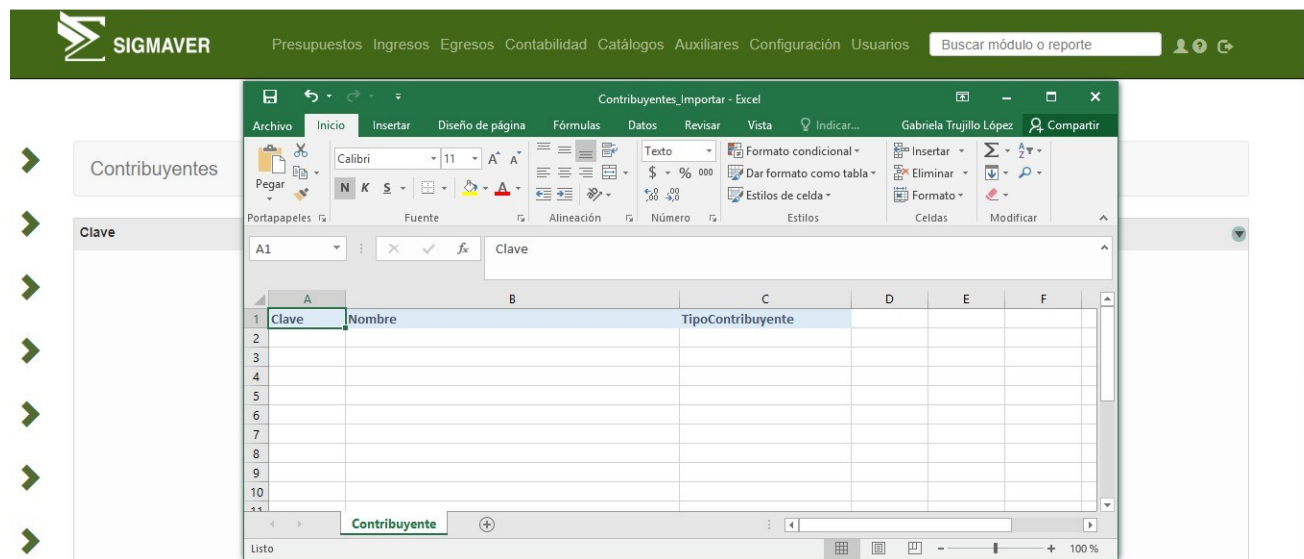 SIGMAVER
Presupuestos Ingresos Egresos Contabilidad Catálogos Auxiliares Configuración Usuarios
Buscar módulo o reporte
Contribuyentes_Importar - Excel
Archivo Inicio Insertar Diseño de página Fórmulas Datos Revisar Vista Indicar... Gabriela Trujillo López Compartir
Contribuyentes
Clave
Pegar
Calibri 11
N K S
Texto
$ % 000
Formato condicional
Dar formato como tabla
Estilos de celda
Insertar
Eliminar
Formato
Portapapeles Fuente Alineación Número Estilos Celdas Modificar
A1 fx Clave
A B C D E F
1 Clave Nombre TipoContribuyente
2
3
4
5
6
7
8
9
10
11
Contribuyente
Listo 100 %